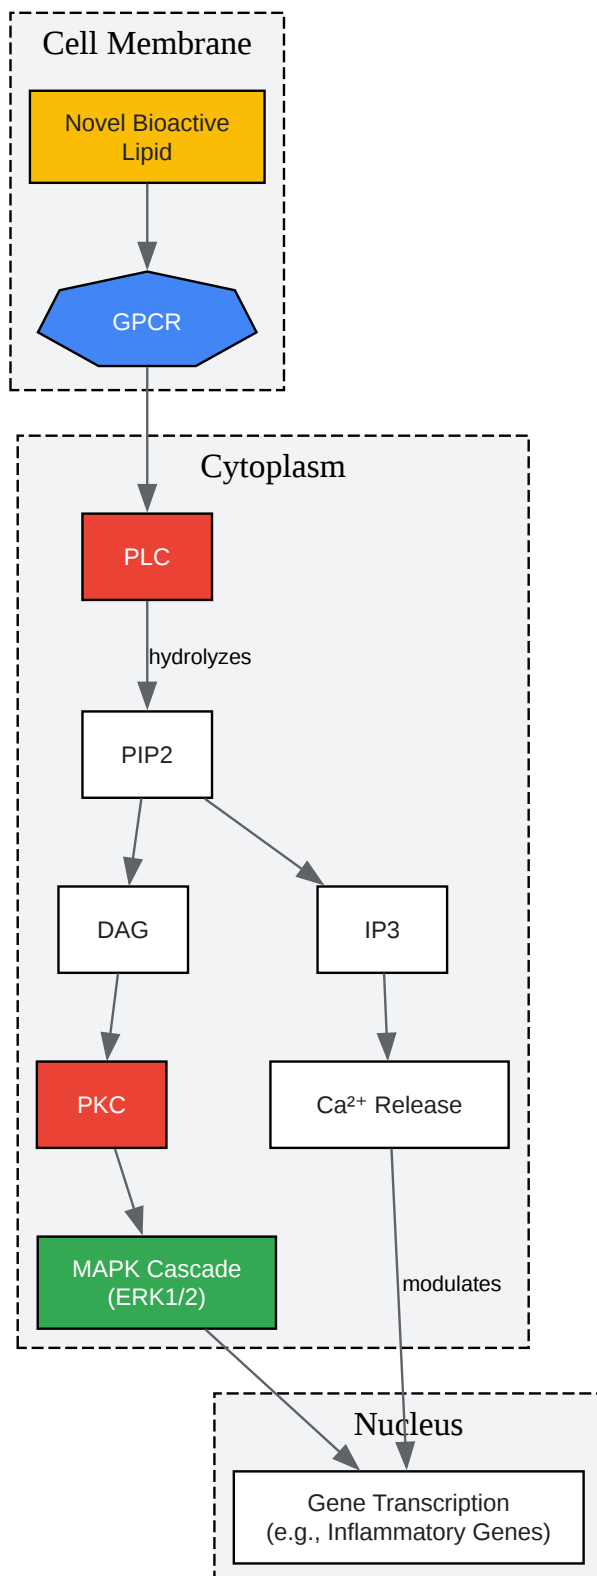 Cell Membrane
Novel Bioactive
Lipid
GPCR
Cytoplasm
PLC
hydrolyzes
PIP2
DAG
IP3
PKC
Ca²⁺ Release
MAPK Cascade
(ERK1/2)
modulates
Nucleus
Gene Transcription
(e.g., Inflammatory Genes)